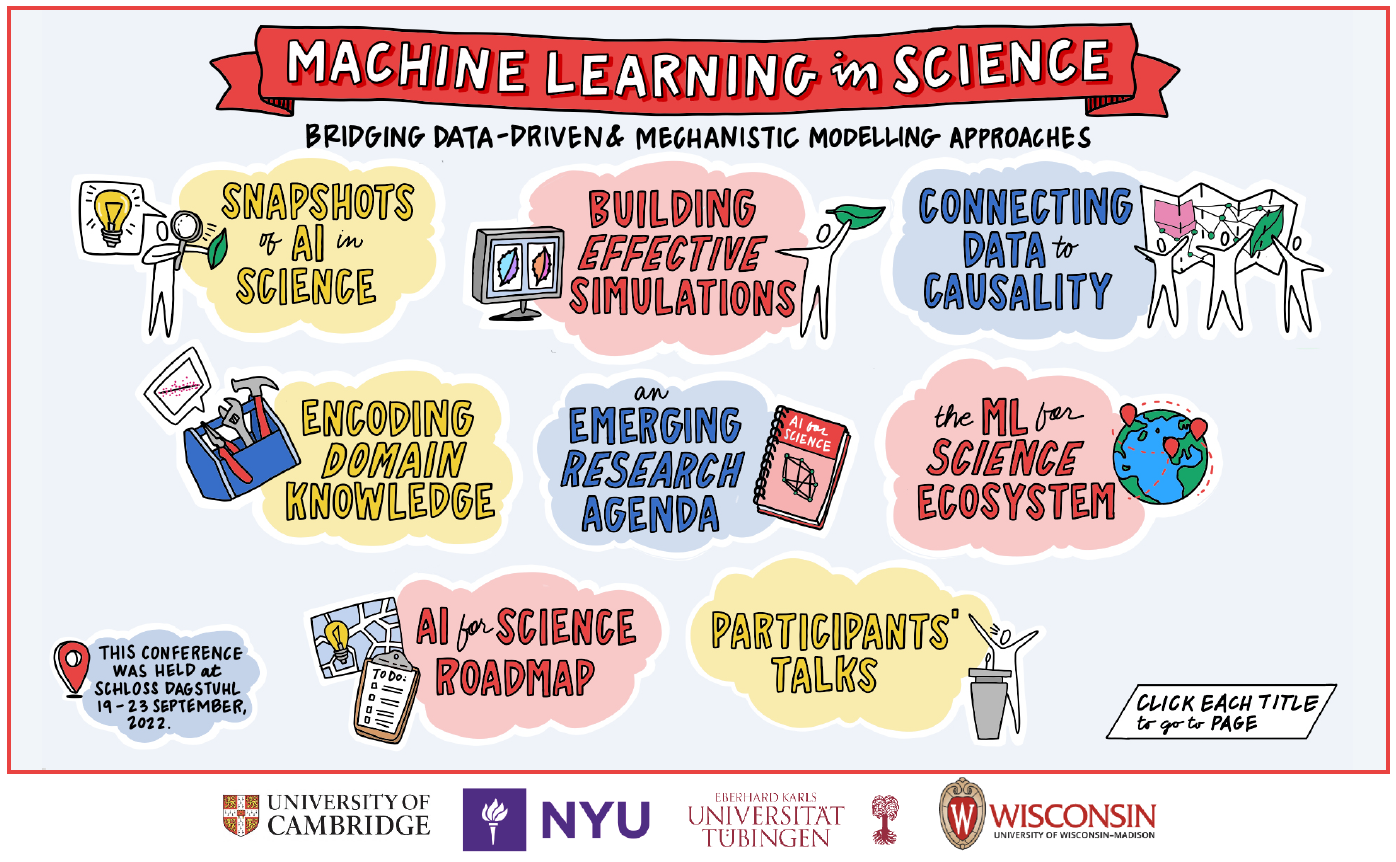 MACHINE LEARNING in SCIENCE
BRIDGING DATA-DRIVEN & MECHANISTIC MODELLING APPROACHES
SNAPSHOTS
of AI in
SCIENCE
BUILDING
EFFECTIVE
SIMULATIONS
CONNECTING
DATA to
CAUSALITY
ENCODING
DOMAIN
KNOWLEDGE
an
EMERGING
RESEARCH
AGENDA
AI for
SCIENCE
the ML for
SCIENCE
ECOSYSTEM
AI for SCIENCE
ROADMAP
TO DO:
PARTICIPANTS'
TALKS
THIS CONFERENCE
WAS HELD at
SCHLOSS DAGSTUHL
19-23 SEPTEMBER,
2022.
CLICK EACH TITLE
to go to PAGE
UNIVERSITY OF
CAMBRIDGE
NYU
EBERHARD KARLS
UNIVERSITÄT
TÜBINGEN
W
WISCONSIN
UNIVERSITY OF WISCONSIN–MADISON